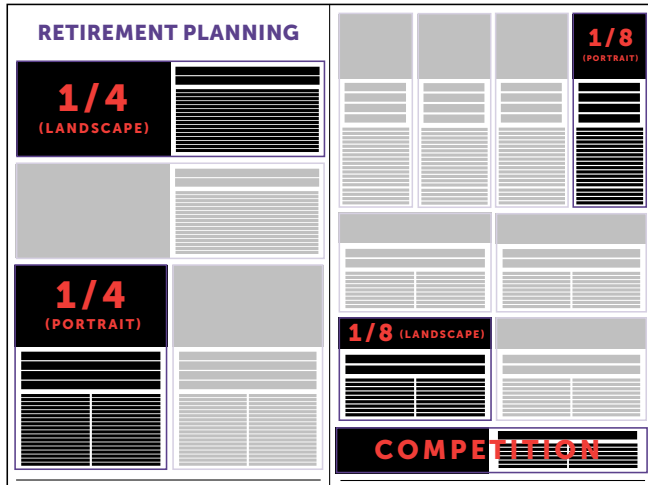 RETIREMENT PLANNING
1/4
(LANDSCAPE)
1/4
(PORTRAIT)
1/8
(PORTRAIT)
1/8 (LANDSCAPE)
COMPETITION